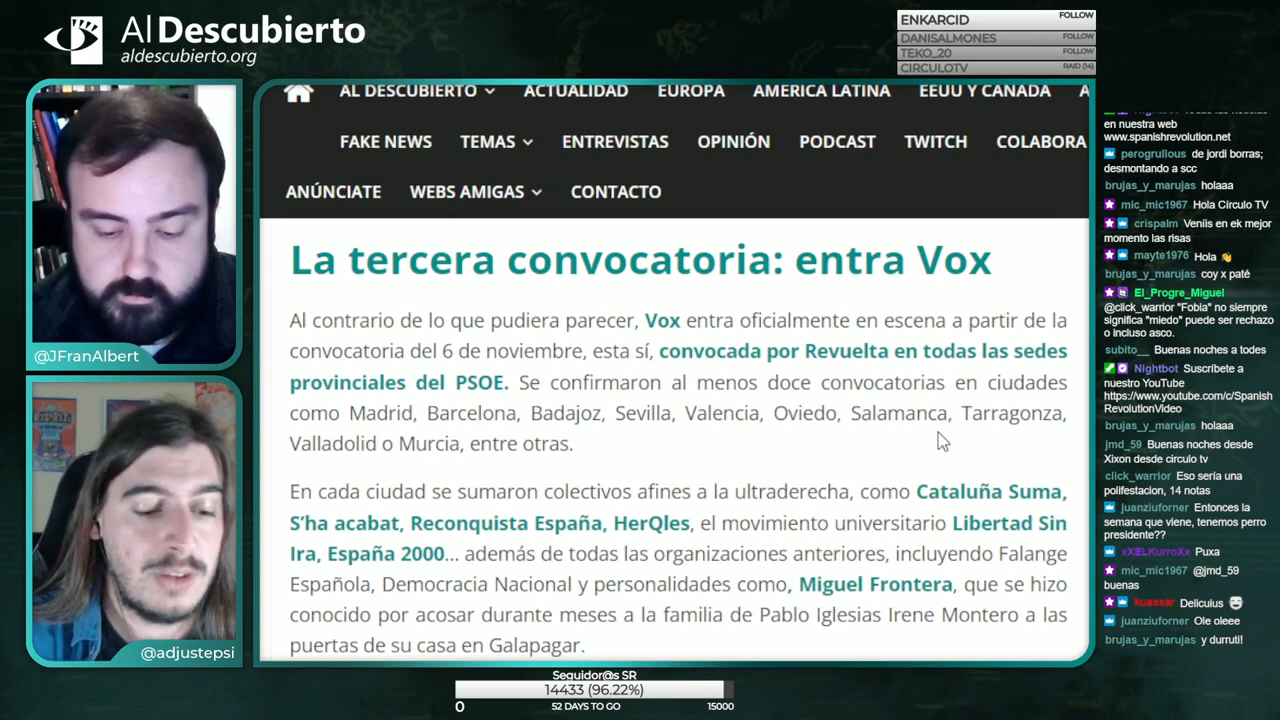 Al Descubierto
aldescubierto.org
ENKARCID FOLLOW
DANISALMONES FOLLOW
TEKO_20 FOLLOW
CIRCULOTV RAID (14)
@JFranAlbert
@adjustepsi
AL DESCUBIERTO ACTUALIDAD EUROPA AMÉRICA LATINA EEUU Y CANADÁ A
FAKE NEWS TEMAS ENTREVISTAS OPINIÓN PODCAST TWITCH COLABORA
ANÚNCIATE WEBS AMIGAS CONTACTO
La tercera convocatoria: entra Vox
Al contrario de lo que pudiera parecer, Vox entra oficialmente en escena a partir de la
convocatoria del 6 de noviembre, esta sí, convocada por Revuelta en todas las sedes
provinciales del PSOE. Se confirmaron al menos doce convocatorias en ciudades
como Madrid, Barcelona, Badajoz, Sevilla, Valencia, Oviedo, Salamanca, Tarragonza,
Valladolid o Murcia, entre otras.
En cada ciudad se sumaron colectivos afines a la ultraderecha, como Cataluña Suma,
S'ha acabat, Reconquista España, HerQles, el movimiento universitario Libertad Sin
Ira, España 2000… además de todas las organizaciones anteriores, incluyendo Falange
Española, Democracia Nacional y personalidades como, Miguel Frontera, que se hizo
conocido por acosar durante meses a la familia de Pablo Iglesias Irene Montero a las
puertas de su casa en Galapagar.
en nuestra web
www.spanishrevolution.net
perogrullous de jordi borras;
desmontando a scc
brujas_y_marujas holaaa
mic_mic1967 Hola Círculo TV
crispalm Veníis en ek mejor
momento las risas
mayte1976 Hola 👋
brujas_y_marujas coy x paté
El_Progre_Miguel
@click_warrior "Fobia" no siempre
significa "miedo" puede ser rechazo
o incluso asco.
subito__ Buenas noches a todes
Nightbot Suscríbete a
nuestro YouTube
https://www.youtube.com/c/Spanish
RevolutionVideo
brujas_y_marujas holaaa
jmd_59 Buenas noches desde
Xixon desde circulo tv
click_warrior Eso sería una
polifestacion, 14 notas
juanziuforner Entonces la
semana que viene, tenemos perro
presidente??
xXELKurroXx Puxa
mic_mic1967 @jmd_59
buenas
kuassar Deliculus
juanziuforner Ole oleee
brujas_y_marujas y durruti!
Seguidor@s SR
14433 (96.22%)
0 52 DAYS TO GO 15000